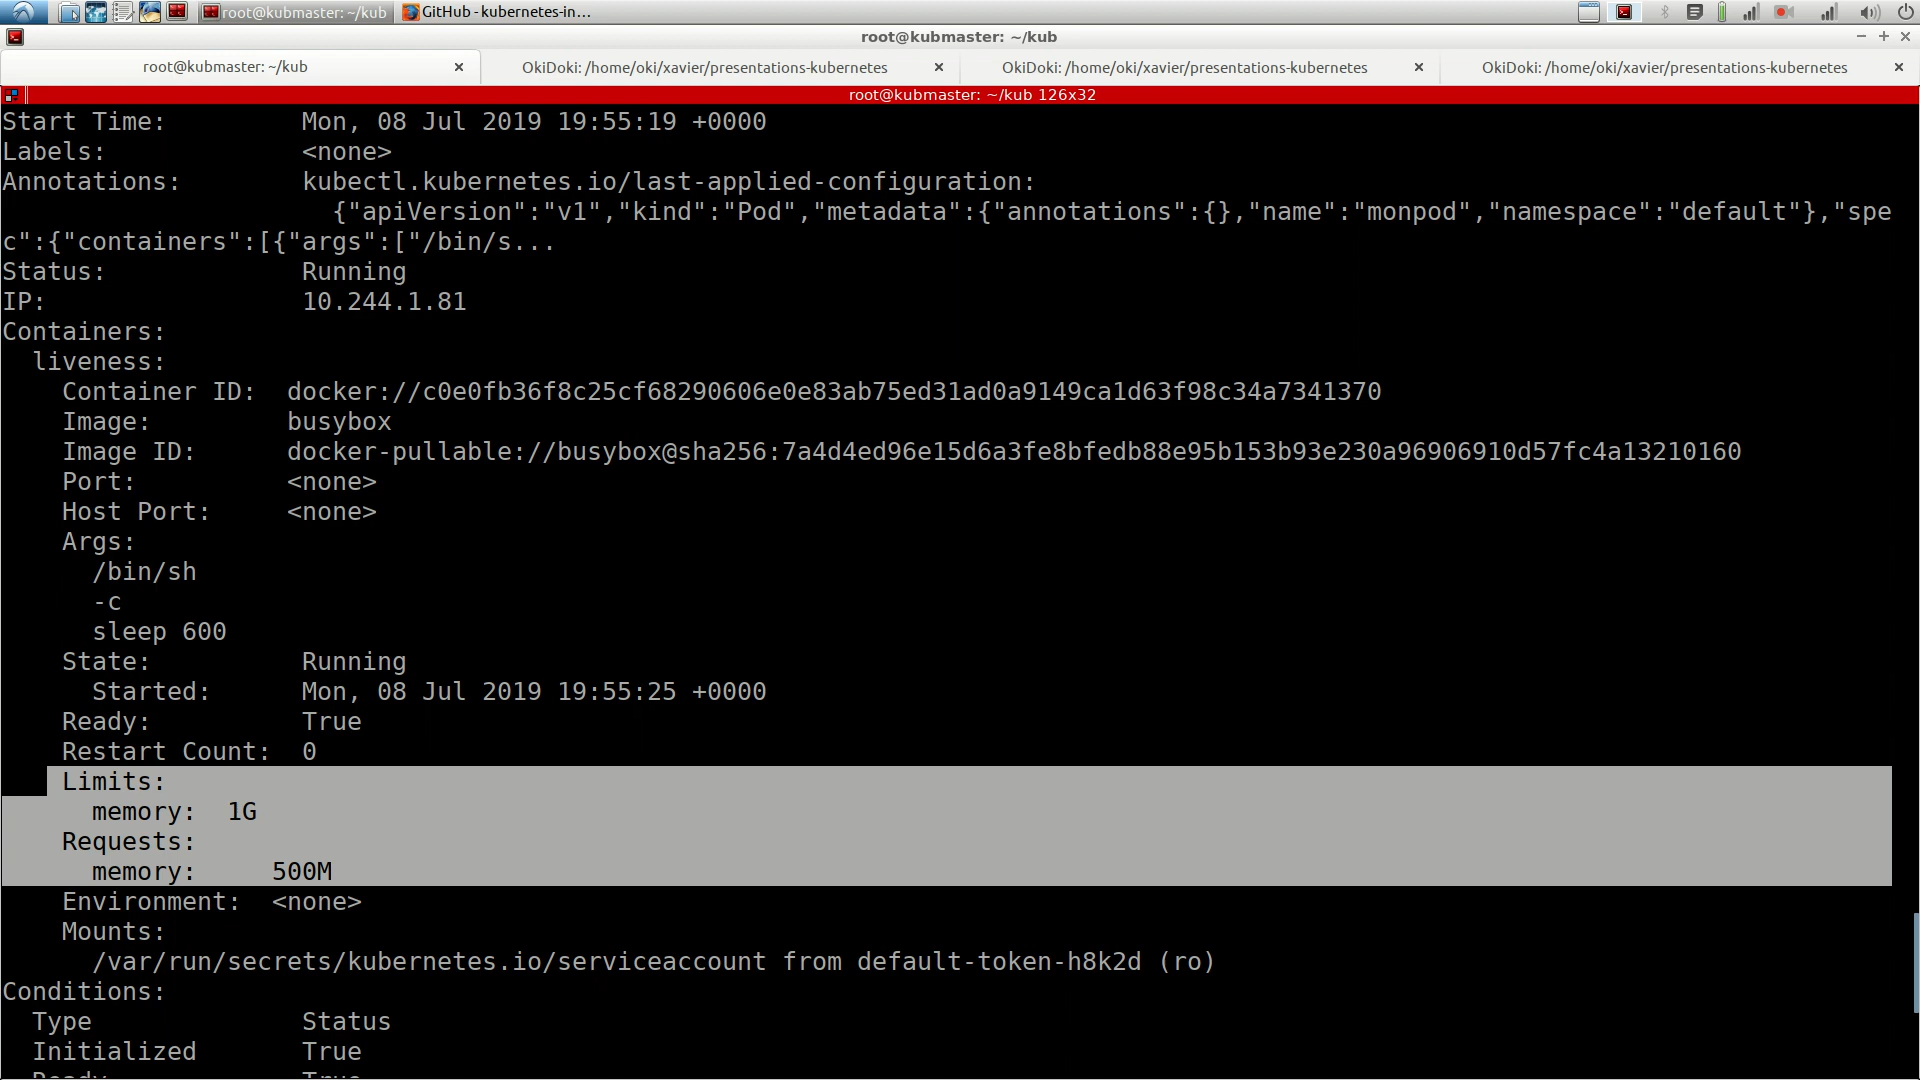 root@kubmaster: ~/kub
GitHub - kubernetes-in...
root@kubmaster: ~/kub
root@kubmaster: ~/kub
OkiDoki: /home/oki/xavier/presentations-kubernetes
OkiDoki: /home/oki/xavier/presentations-kubernetes
OkiDoki: /home/oki/xavier/presentations-kubernetes
root@kubmaster: ~/kub 126x32
Start Time:         Mon, 08 Jul 2019 19:55:19 +0000
Labels:             <none>
Annotations:        kubectl.kubernetes.io/last-applied-configuration:
                      {"apiVersion":"v1","kind":"Pod","metadata":{"annotations":{},"name":"monpod","namespace":"default"},"spe
c":{"containers":[{"args":["/bin/s...
Status:             Running
IP:                 10.244.1.81
Containers:
  liveness:
    Container ID:  docker://c0e0fb36f8c25cf68290606e0e83ab75ed31ad0a9149ca1d63f98c34a7341370
    Image:         busybox
    Image ID:      docker-pullable://busybox@sha256:7a4d4ed96e15d6a3fe8bfedb88e95b153b93e230a96906910d57fc4a13210160
    Port:          <none>
    Host Port:     <none>
    Args:
      /bin/sh
      -c
      sleep 600
    State:          Running
      Started:      Mon, 08 Jul 2019 19:55:25 +0000
    Ready:          True
    Restart Count:  0
    Limits:
      memory:  1G
    Requests:
      memory:     500M
    Environment:  <none>
    Mounts:
      /var/run/secrets/kubernetes.io/serviceaccount from default-token-h8k2d (ro)
Conditions:
  Type              Status
  Initialized       True
  Ready             True